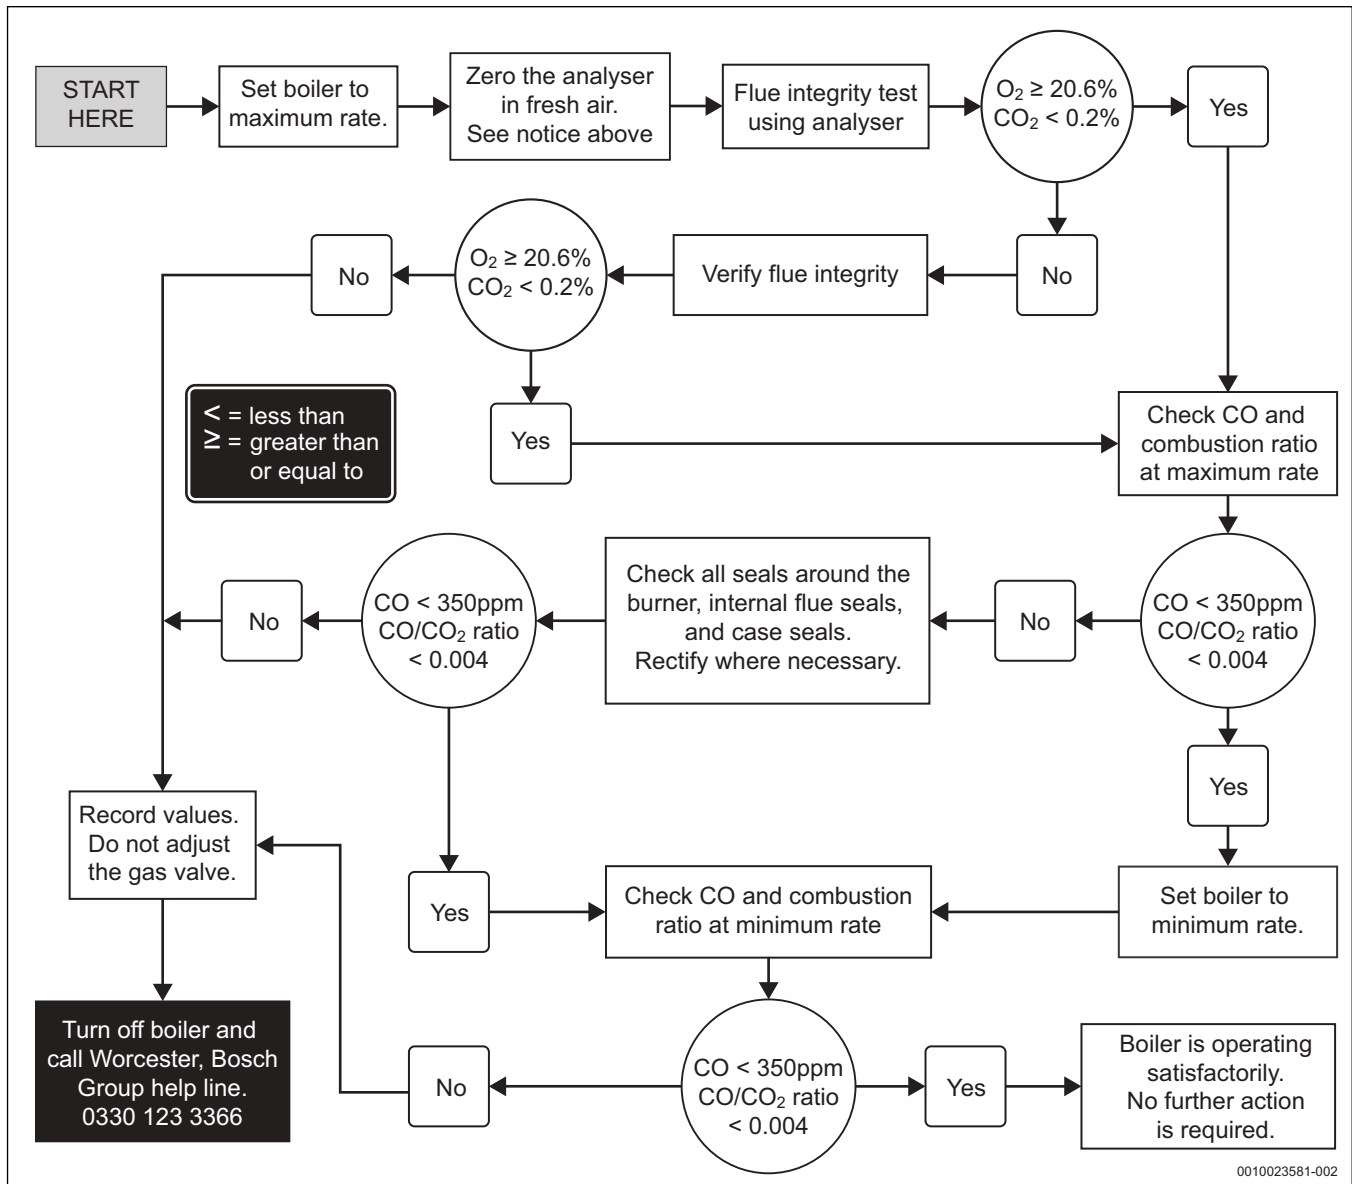 START
HERE
Set boiler to
maximum rate.
Zero the analyser
in fresh air.
See notice above
Flue integrity test
using analyser
O₂ ≥ 20.6%
CO₂ < 0.2%
Yes
No
Verify flue integrity
O₂ ≥ 20.6%
CO₂ < 0.2%
No
Yes
< = less than
≥ = greater than
or equal to
Check CO and
combustion ratio
at maximum rate
CO < 350ppm
CO/CO₂ ratio
< 0.004
No
Check all seals around the
burner, internal flue seals,
and case seals.
Rectify where necessary.
CO < 350ppm
CO/CO₂ ratio
< 0.004
No
Yes
Yes
Record values.
Do not adjust
the gas valve.
Set boiler to
minimum rate.
Check CO and combustion
ratio at minimum rate
CO < 350ppm
CO/CO₂ ratio
< 0.004
No
Yes
Turn off boiler and
call Worcester, Bosch
Group help line.
0330 123 3366
Boiler is operating
satisfactorily.
No further action
is required.
0010023581-002